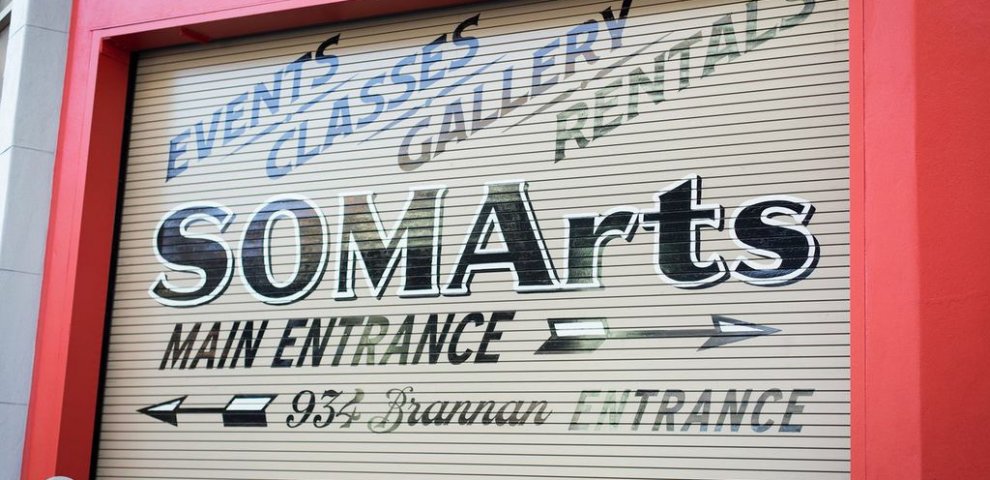 EVENTS
CLASSES
GALLERY
RENTALS
SOMArts
MAIN ENTRANCE
934 Brannan ENTRANCE